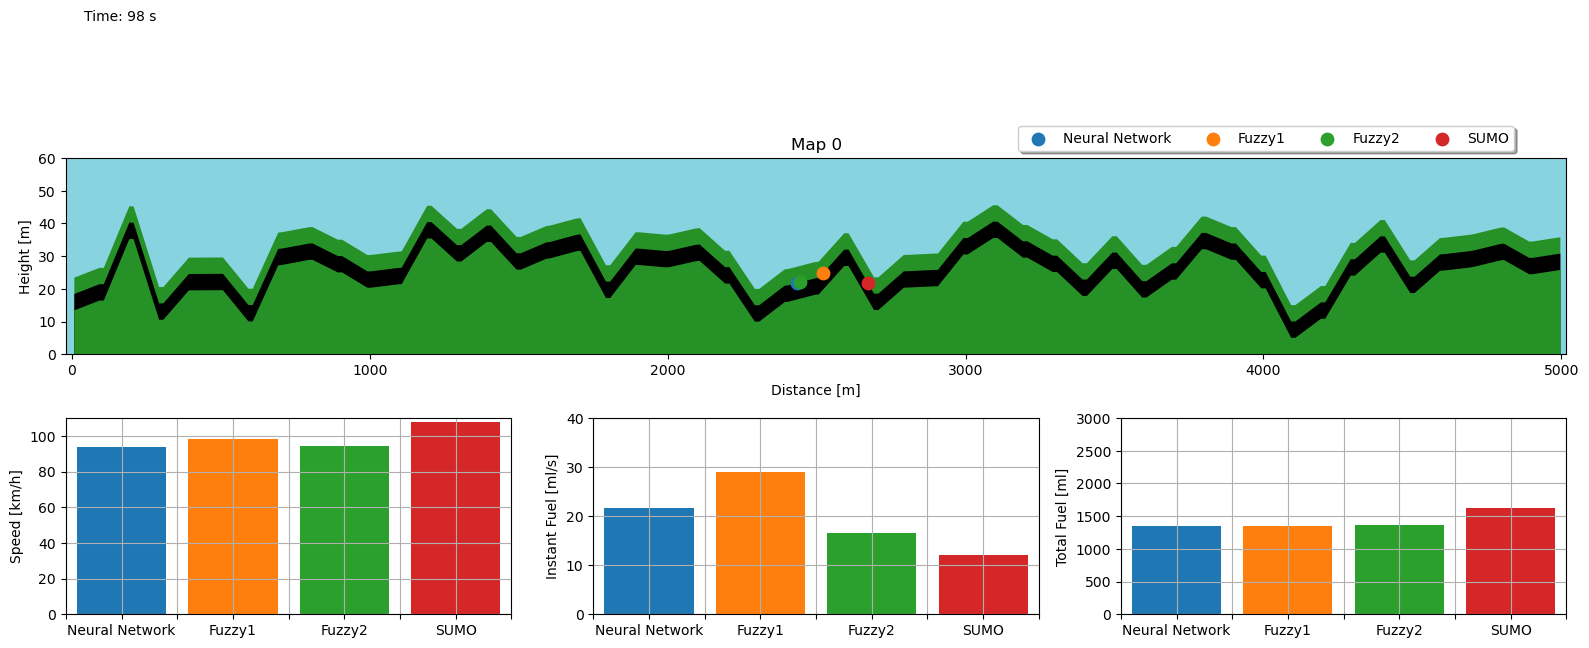 Time: 98 s
Map 0
Neural Network Fuzzy1 Fuzzy2 SUMO
Height [m]
60
50
40
30
20
10
0
0 1000 2000 3000 4000 5000
Distance [m]
Speed [km/h]
100
80
60
40
20
0
Neural Network Fuzzy1 Fuzzy2 SUMO
Instant Fuel [ml/s]
40
30
20
10
0
Neural Network Fuzzy1 Fuzzy2 SUMO
Total Fuel [ml]
3000
2500
2000
1500
1000
500
0
Neural Network Fuzzy1 Fuzzy2 SUMO